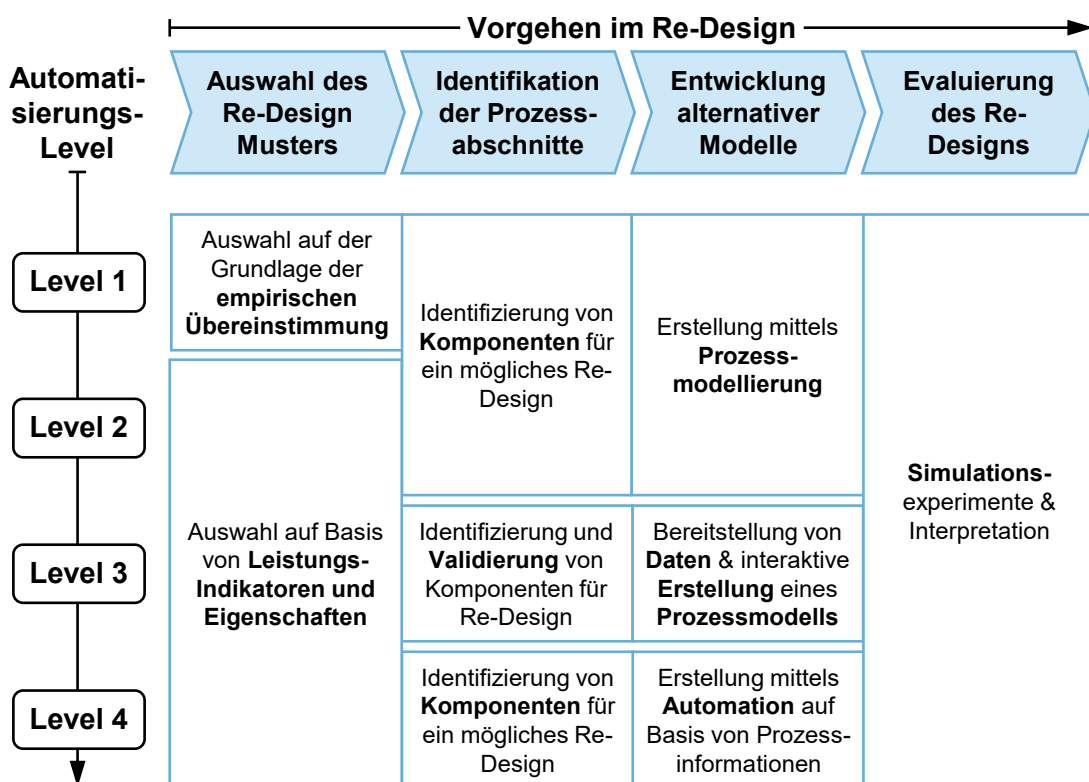 Vorgehen im Re-Design
Automati-
sierungs-
Level
Auswahl des
Re-Design
Musters
Identifikation
der Prozess-
abschnitte
Entwicklung
alternativer
Modelle
Evaluierung
des Re-
Designs
Level 1
Auswahl auf der
Grundlage der
empirischen
Übereinstimmung
Identifizierung von
Komponenten für
ein mögliches Re-
Design
Erstellung mittels
Prozess-
modellierung
Level 2
Simulations-
experimente &
Interpretation
Level 3
Auswahl auf Basis
von Leistungs-
Indikatoren und
Eigenschaften
Identifizierung und
Validierung von
Komponenten für
Re-Design
Bereitstellung von
Daten & interaktive
Erstellung eines
Prozessmodells
Level 4
Identifizierung von
Komponenten für
ein mögliches Re-
Design
Erstellung mittels
Automation auf
Basis von Prozess-
informationen